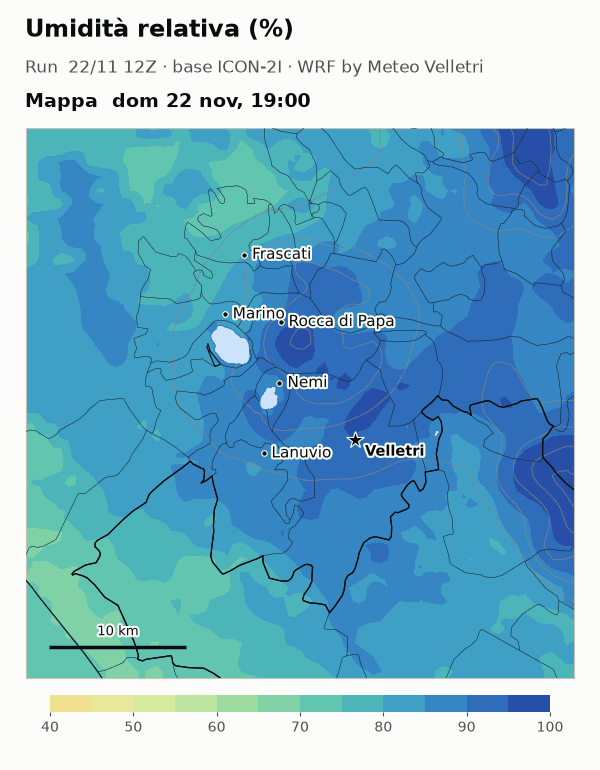 Umidità relativa (%)
Run  22/11 12Z · base ICON-2I · WRF by Meteo Velletri
Mappa  dom 22 nov, 19:00
Frascati
Marino
Rocca di Papa
Nemi
Velletri
Lanuvio
10 km
40 50 60 70 80 90 100